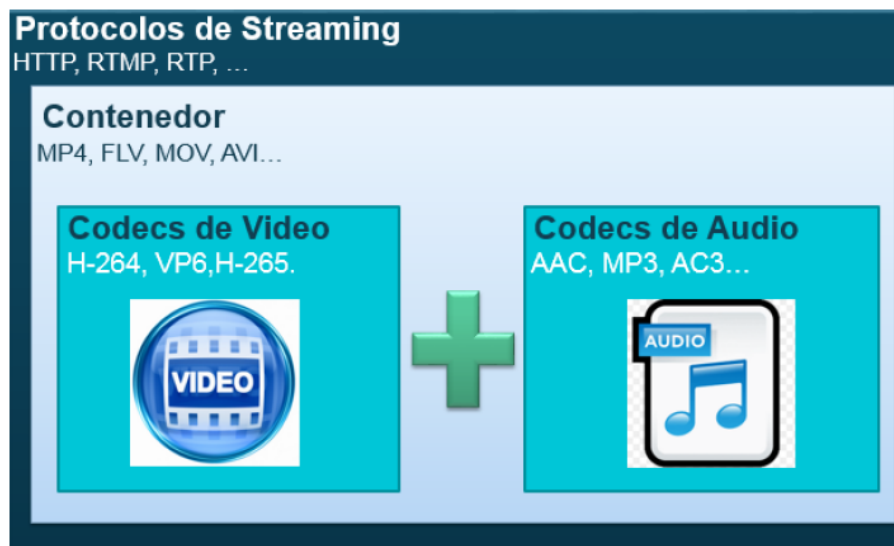 Protocolos de Streaming
HTTP, RTMP, RTP, ...
Contenedor
MP4, FLV, MOV, AVI...
Codecs de Video
H-264, VP6,H-265.
VIDEO
Codecs de Audio
AAC, MP3, AC3...
AUDIO